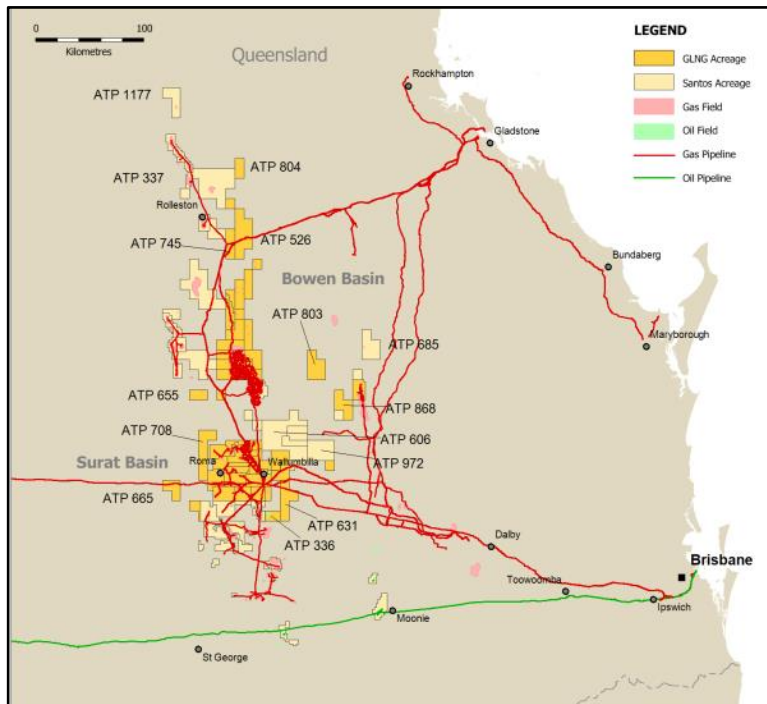 0 100
Kilometres
Queensland
LEGEND
GLNG Acreage
Santos Acreage
Gas Field
Oil Field
Gas Pipeline
Oil Pipeline
Rockhampton
ATP 1177
Gladstone
ATP 804
ATP 337
Rolleston
ATP 526
ATP 745
Bundaberg
Bowen Basin
ATP 803
Maryborough
ATP 685
ATP 655
ATP 868
ATP 708
ATP 606
Surat Basin
Roma
Wallumbilla
ATP 972
ATP 665
ATP 631
ATP 336
Dalby
Brisbane
Toowoomba
Ipswich
Moonie
St George